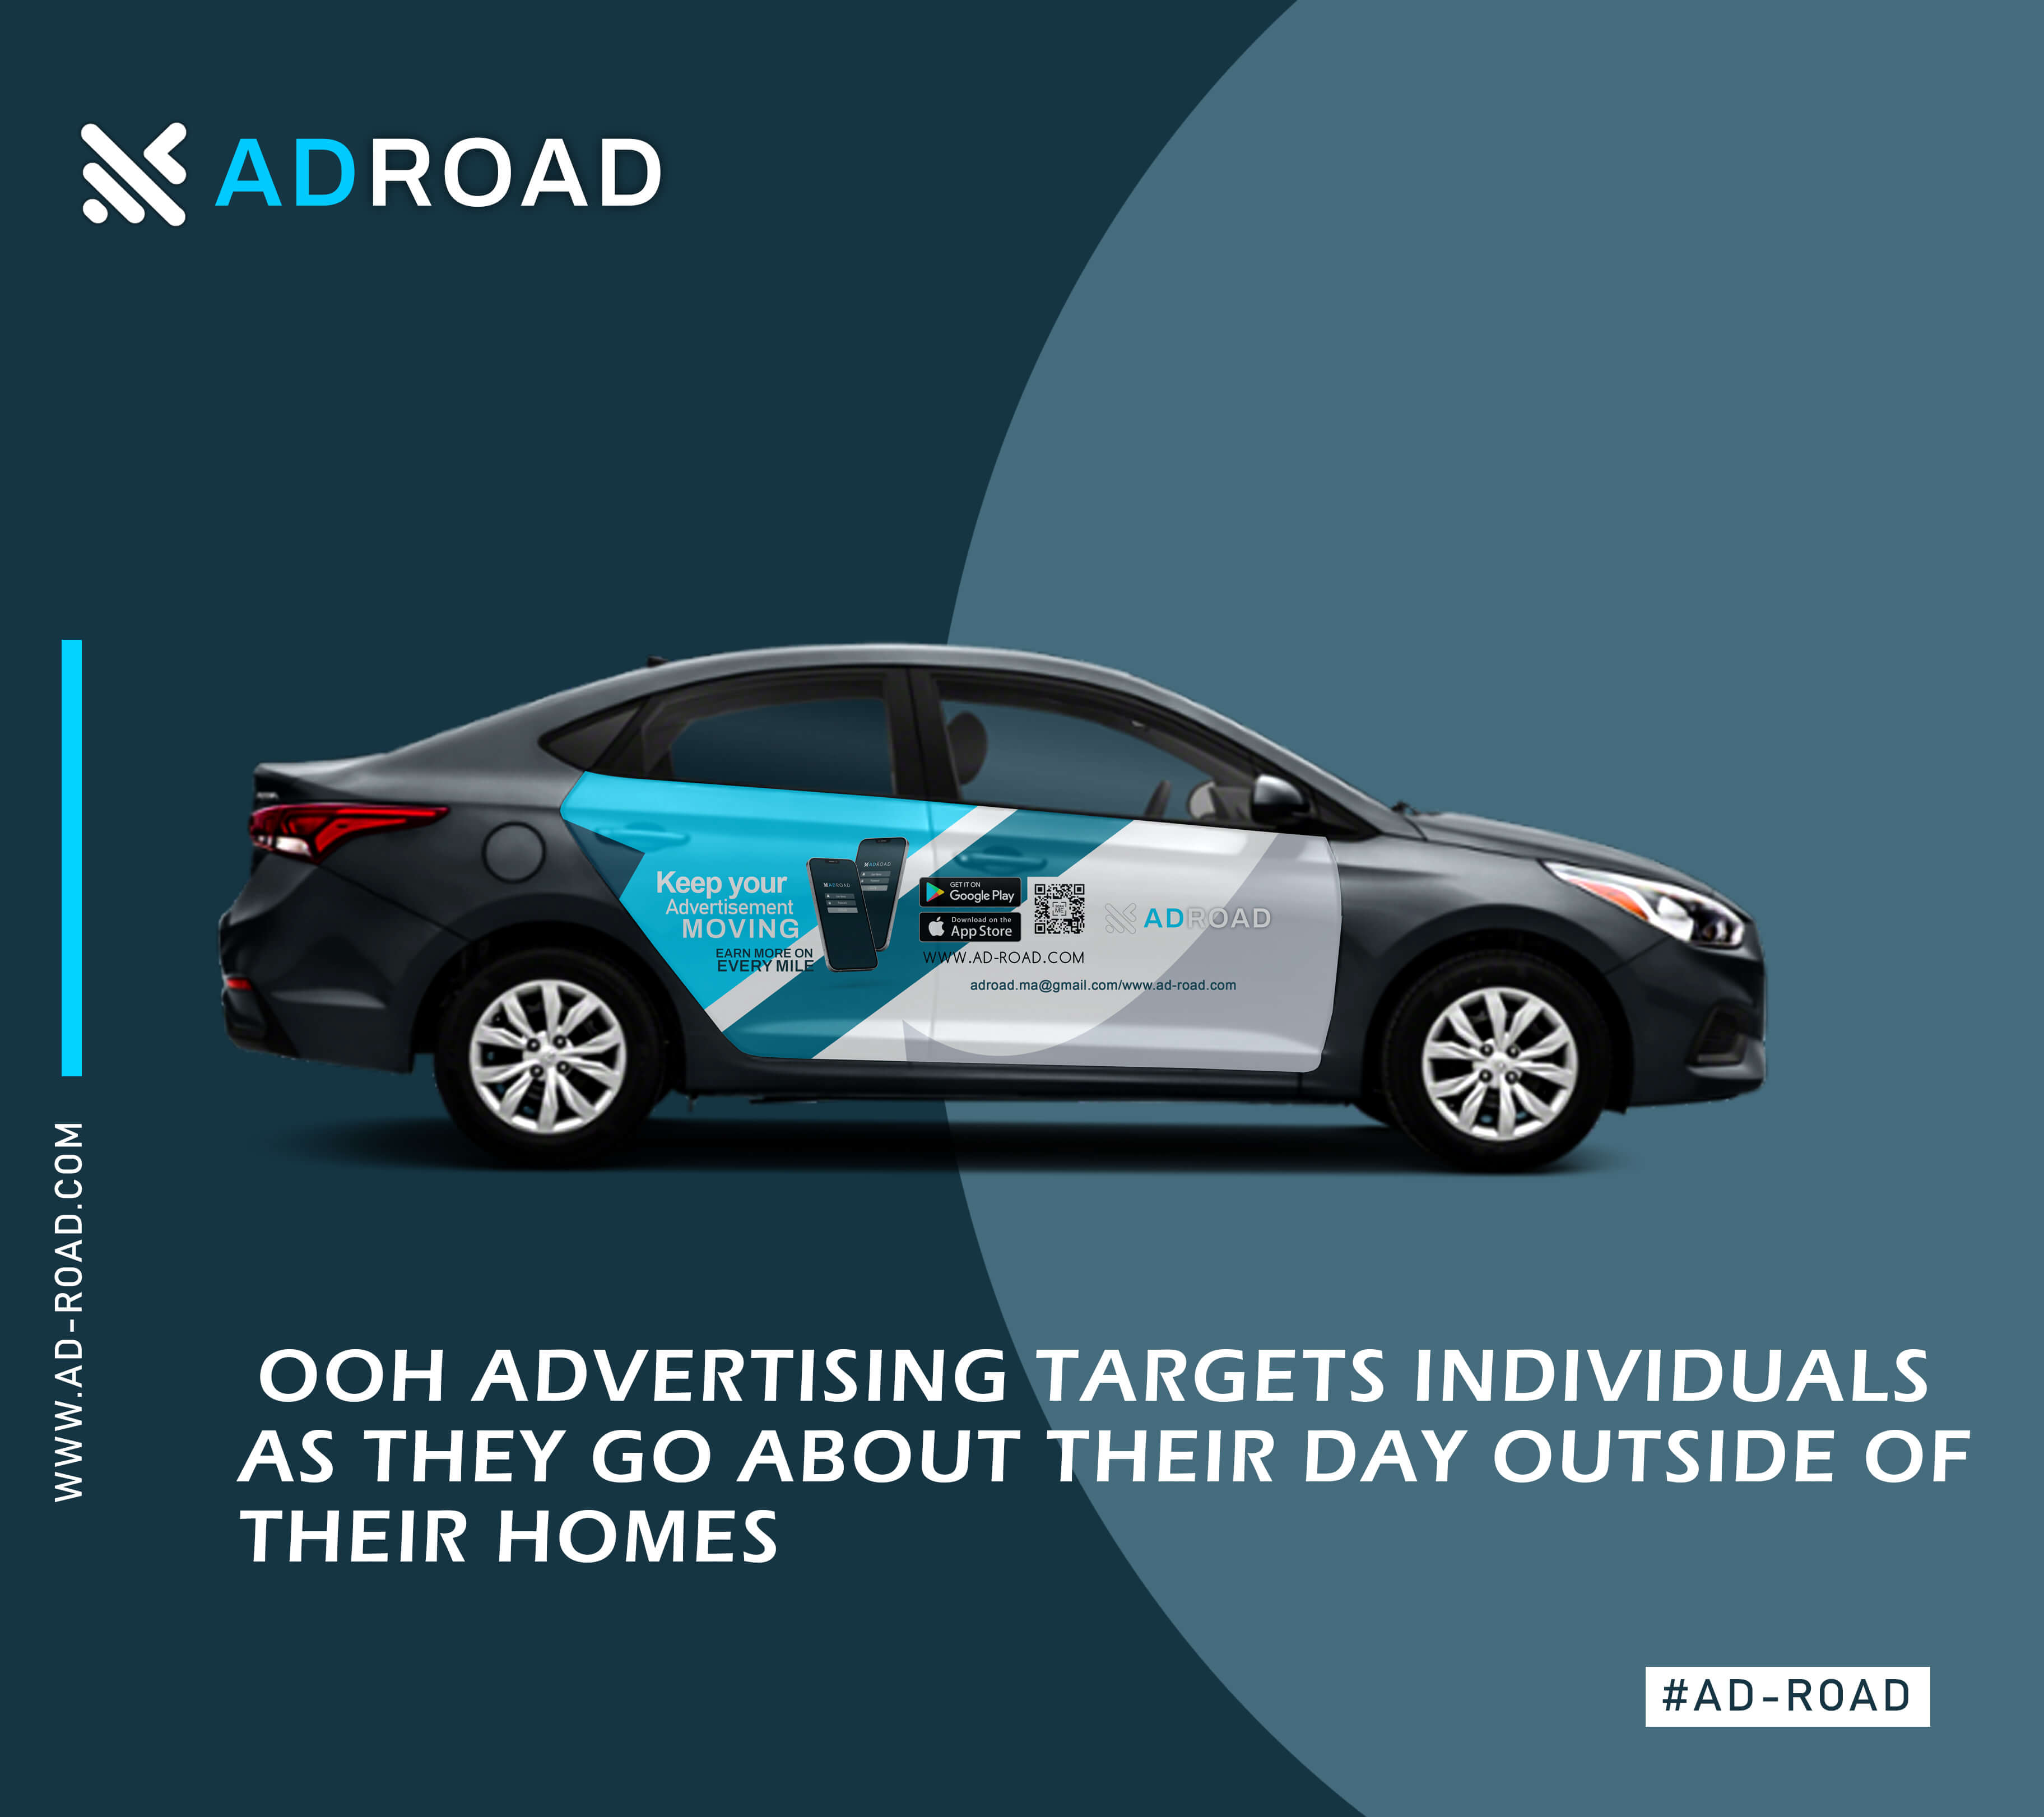 ADROAD
Keep your
Advertisement
MOVING
EARN MORE ON
EVERY MILE
ADROAD
ADROAD
GET IT ON
Google Play
Download on the
App Store
ADROAD
WWW.AD-ROAD.COM
adroad.ma@gmail.com/www.ad-road.com
WWW.AD-ROAD.COM
OOH ADVERTISING TARGETS INDIVIDUALS
AS THEY GO ABOUT THEIR DAY OUTSIDE OF
THEIR HOMES
#AD-ROAD